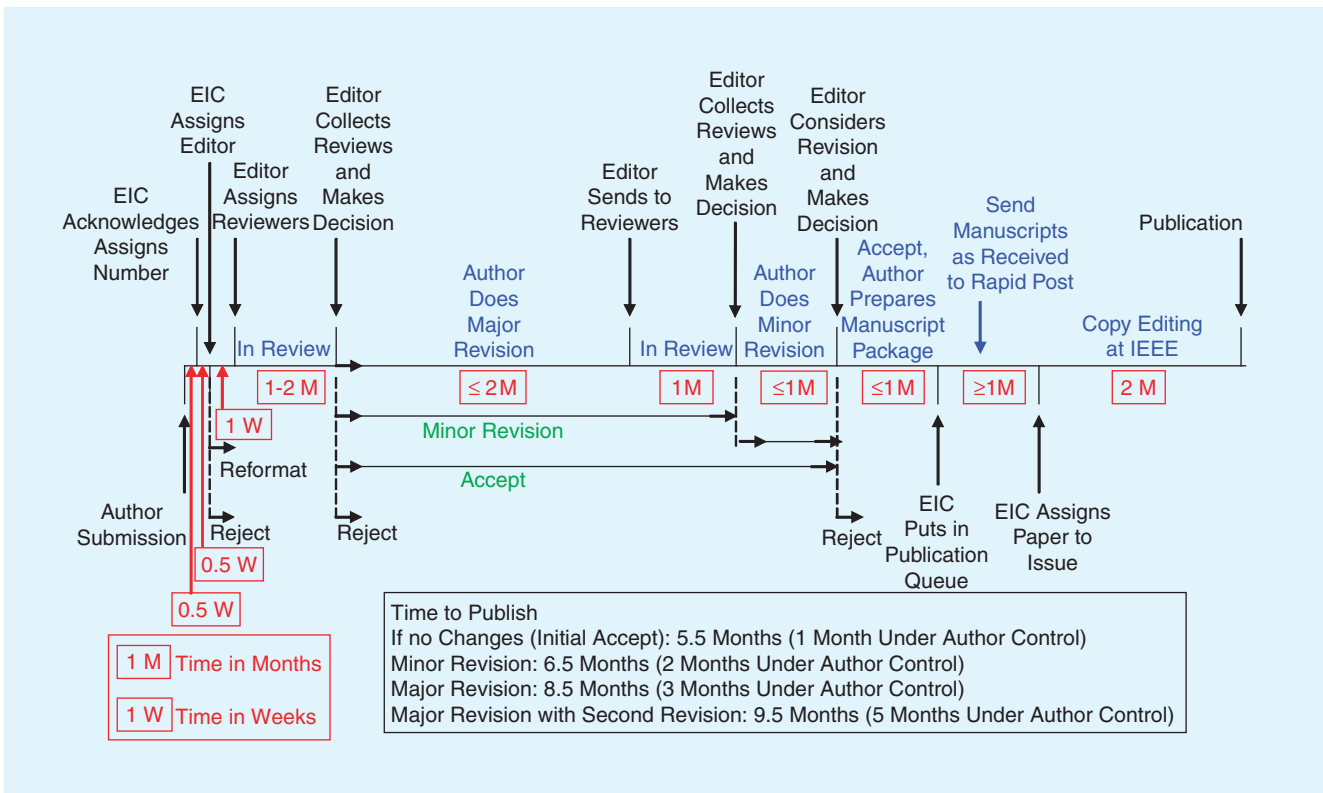 EIC
Assigns
Editor
Editor
Collects
Reviews
and
Makes
Decision
Editor
Collects
Reviews
and
Makes
Decision
Editor
Considers
Revision
and
Makes
Decision
EIC
Acknowledges
Assigns
Number
Editor
Assigns
Reviewers
Editor
Sends to
Reviewers
Send
Manuscripts
as Received
to Rapid Post
Publication
In Review
Author
Does
Major
Revision
In Review
Author
Does
Minor
Revision
Accept,
Author
Prepares
Manuscript
Package
Copy Editing
at IEEE
1-2 M
≤ 2M
1M
≤1M
≤1M
≥1M
2 M
1 W
Minor Revision
Reformat
Accept
Author
Submission
Reject
Reject
Reject
EIC
Puts in
Publication
Queue
EIC Assigns
Paper to
Issue
0.5 W
0.5 W
1 M Time in Months
1 W Time in Weeks
Time to Publish
If no Changes (Initial Accept): 5.5 Months (1 Month Under Author Control)
Minor Revision: 6.5 Months (2 Months Under Author Control)
Major Revision: 8.5 Months (3 Months Under Author Control)
Major Revision with Second Revision: 9.5 Months (5 Months Under Author Control)